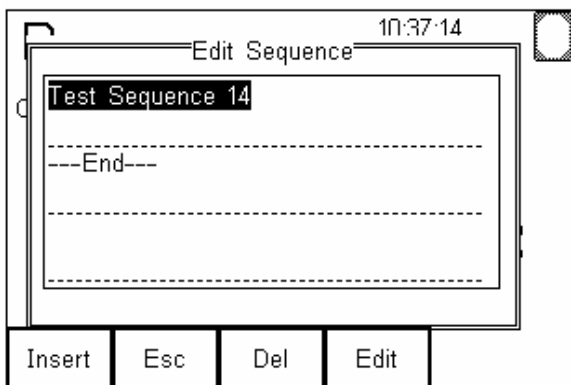 10:37:14
Edit Sequence
Test Sequence 14
---End---
Insert Esc Del Edit